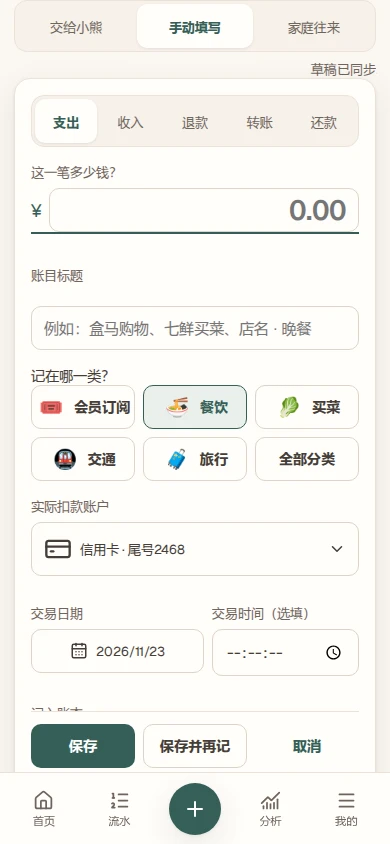 交给小熊 手动填写 家庭往来
草稿已同步
支出 收入 退款 转账 还款
这一笔多少钱?
¥ 0.00
账目标题
例如：盒马购物、七鲜买菜、店名 · 晚餐
记在哪一类?
会员订阅 餐饮 买菜
交通 旅行 全部分类
实际扣款账户
信用卡 · 尾号2468
交易日期 交易时间（选填）
2026/11/23 --:--:--
保存 保存并再记 取消
首页 流水 分析 我的